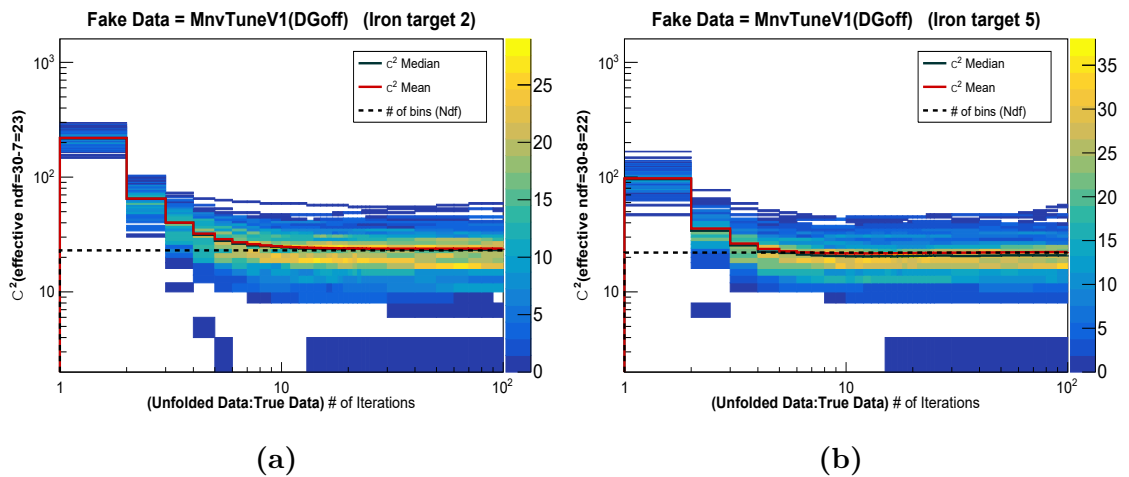 Fake Data = MnvTuneV1(DGoff) (Iron target 2)
10³
10²
10
C ²(effective ndf=30-7=23)
C² Median
C² Mean
# of bins (Ndf)
25
20
15
10
5
0
1
10
10²
(Unfolded Data:True Data) # of Iterations
(a)
Fake Data = MnvTuneV1(DGoff) (Iron target 5)
10³
10²
10
C ²(effective ndf=30-8=22)
C² Median
C² Mean
# of bins (Ndf)
35
30
25
20
15
10
5
0
1
10
10²
(Unfolded Data:True Data) # of Iterations
(b)